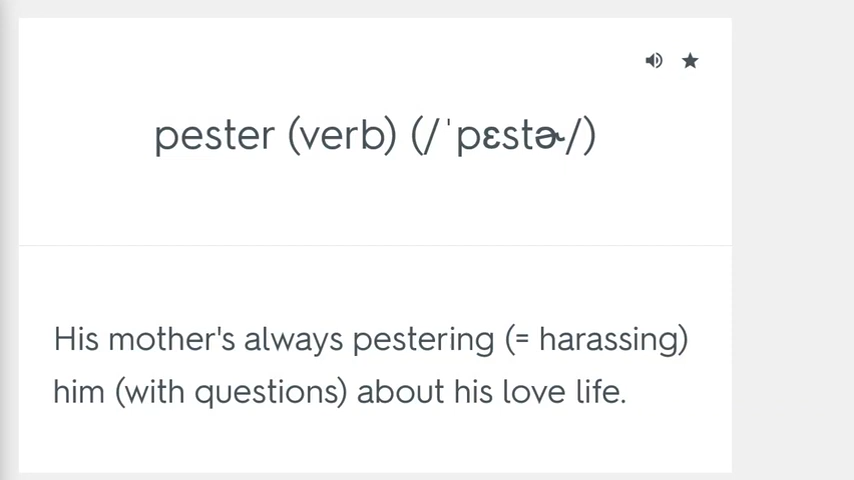 pester (verb) (/ˈpɛstɚ/)
His mother's always pestering (= harassing)
him (with questions) about his love life.